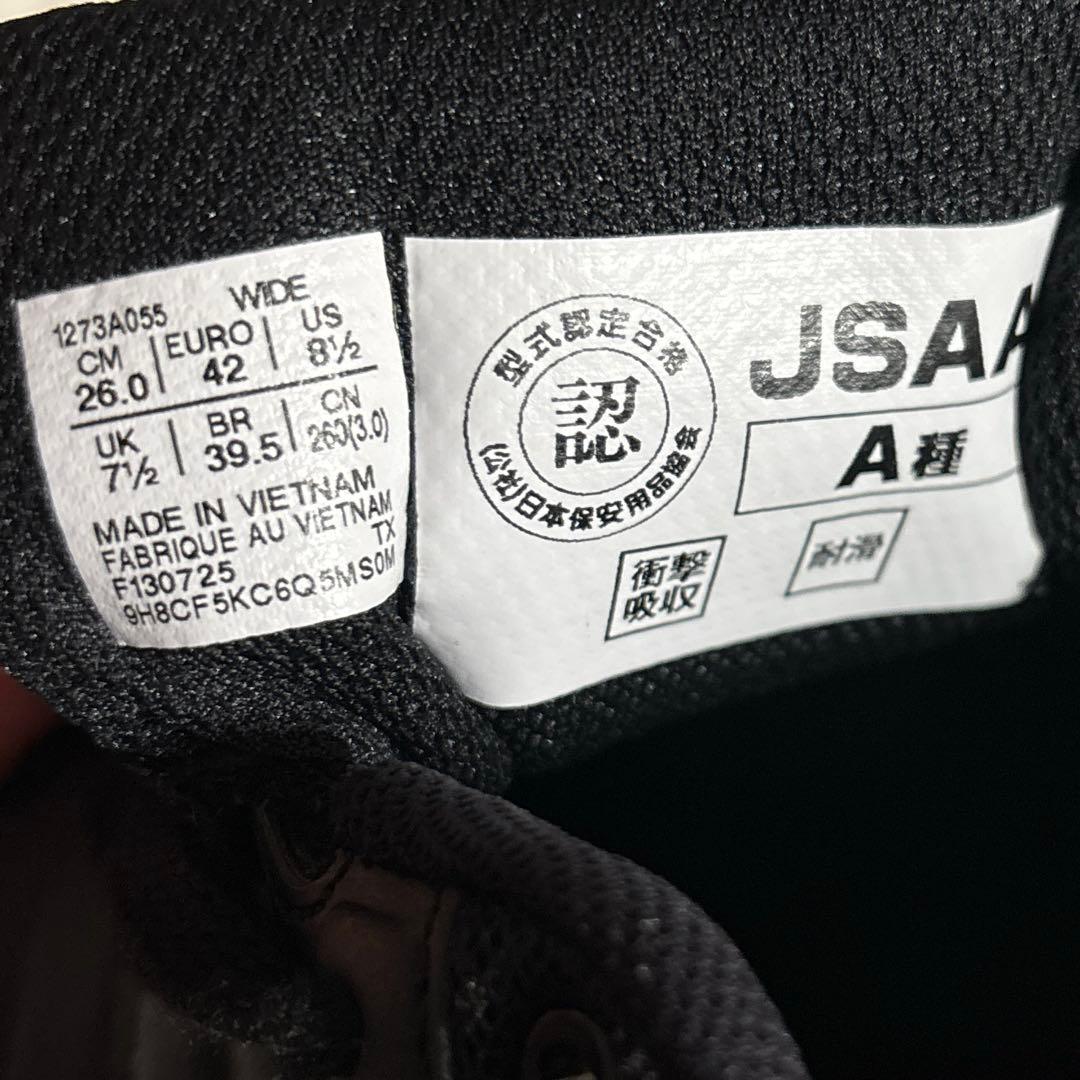 1273A055 WIDE
CM EURO US
26.0 42 8½
UK BR CN
7½ 39.5 260(3.0)
MADE IN VIETNAM
FABRIQUE AU VIETNAM
F130725 TX
9H8CF5KC6Q5MS0M
型式認定合格
認
(公社)日本保安用品協会
JSAA
A種
衝撃
吸収
耐滑